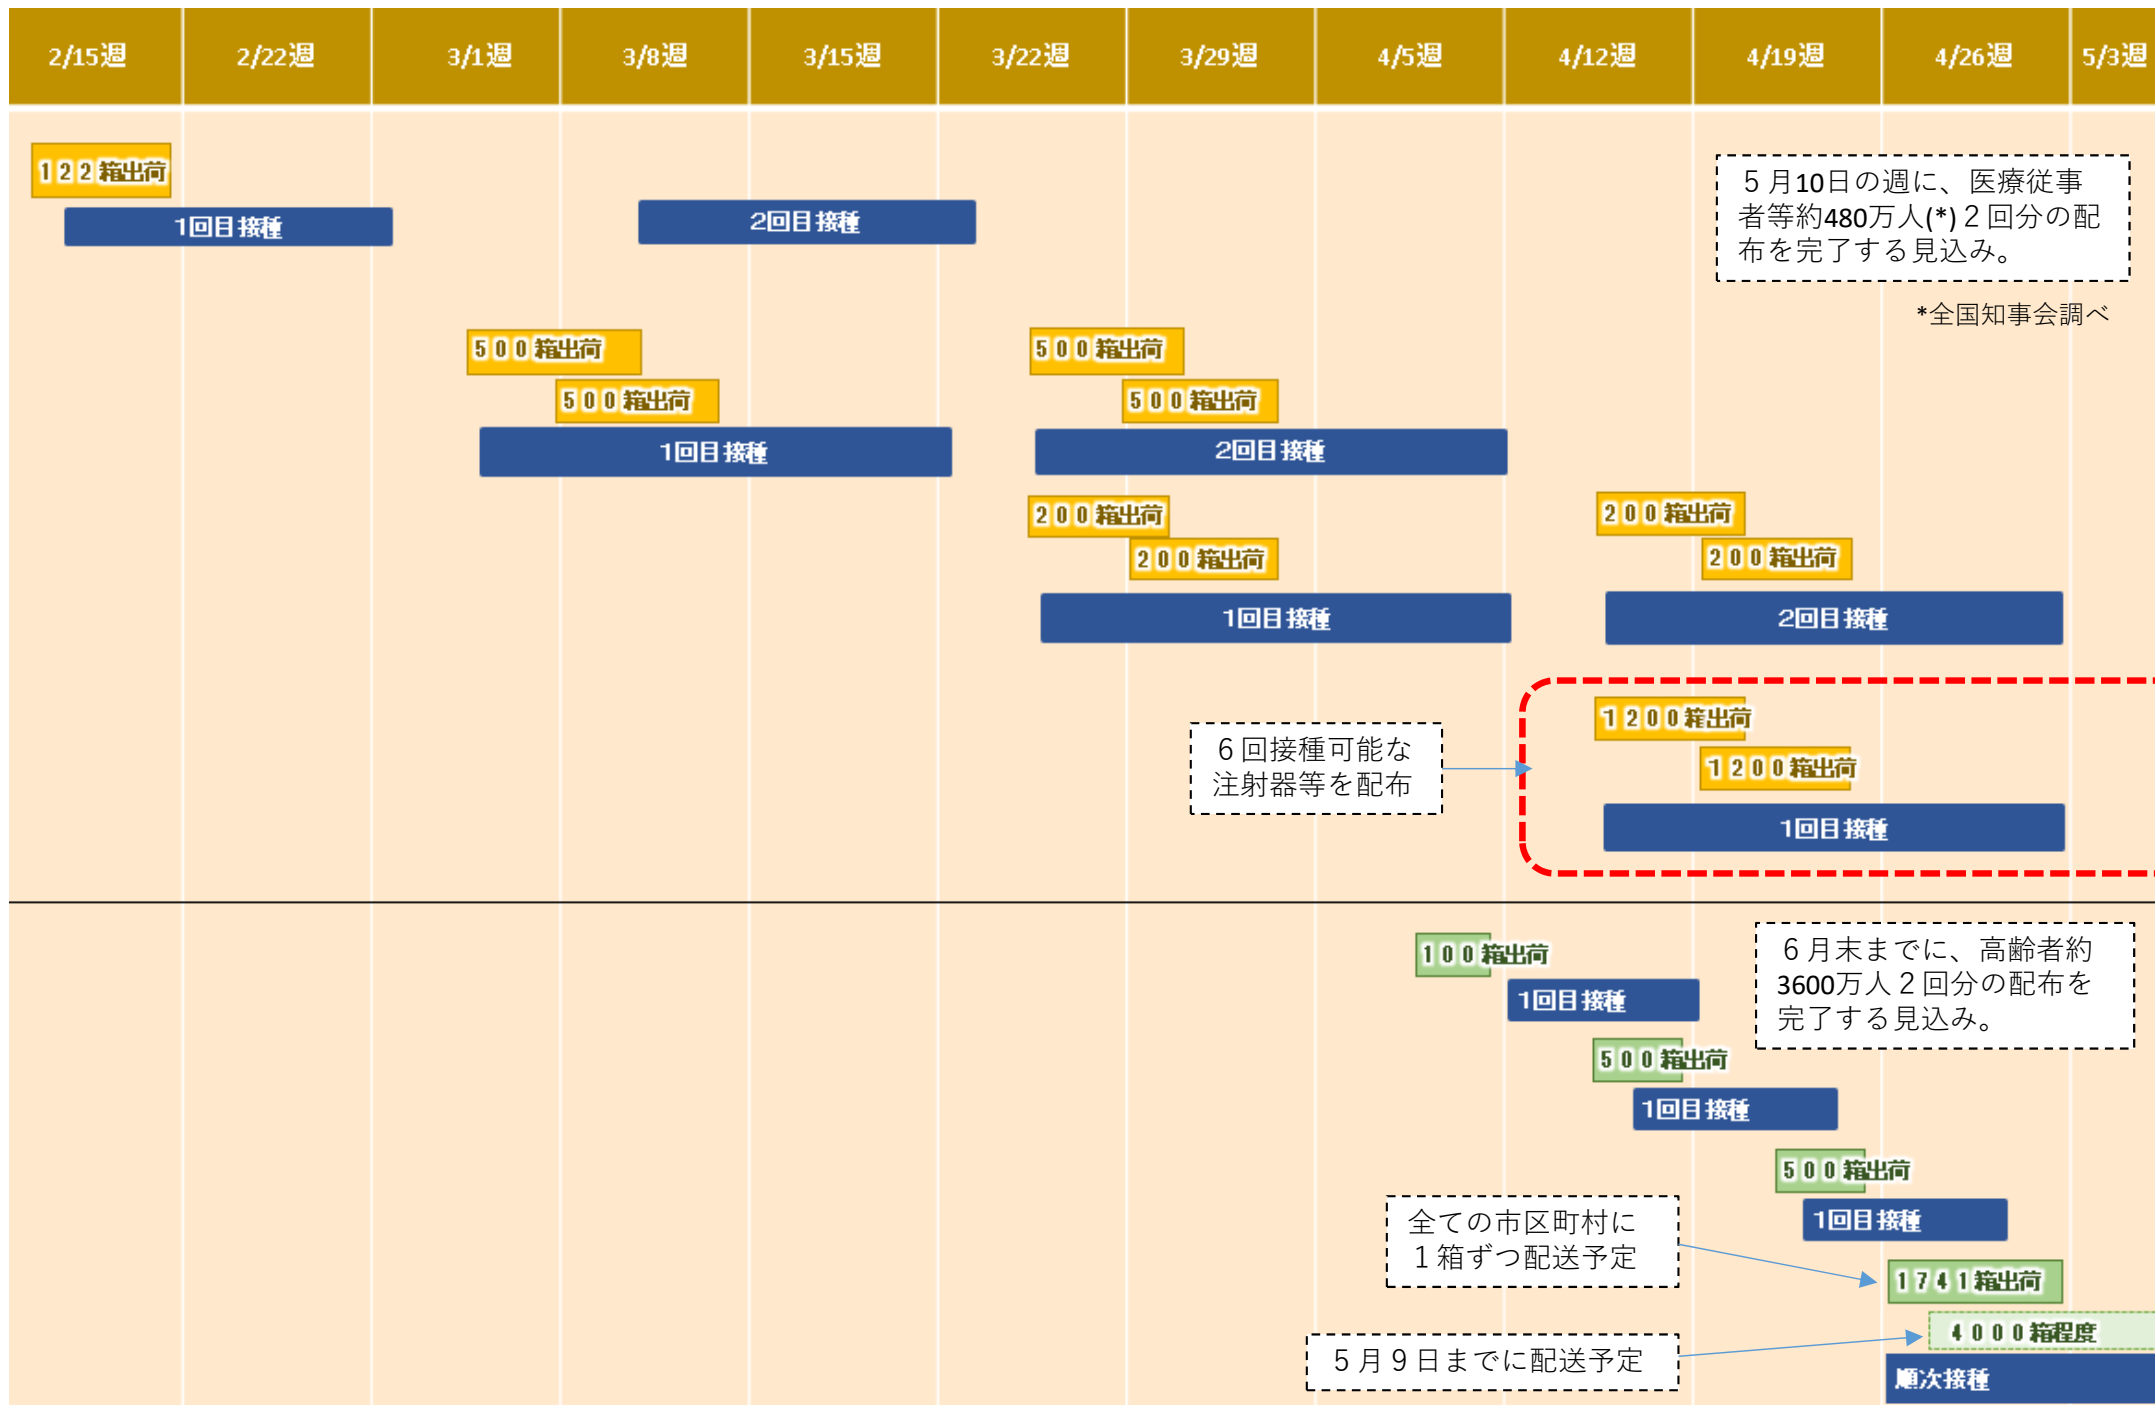 2/15週
2/22週
3/1週
3/8週
3/15週
3/22週
3/29週
4/5週
4/12週
4/19週
4/26週
5/3週
１２２箱出荷
1回目接種
2回目接種
５月10日の週に、医療従事
者等約480万人(*)２回分の配
布を完了する見込み。
*全国知事会調べ
５００箱出荷
５００箱出荷
1回目接種
５００箱出荷
５００箱出荷
2回目接種
２００箱出荷
２００箱出荷
1回目接種
２００箱出荷
２００箱出荷
2回目接種
６回接種可能な
注射器等を配布
１２００箱出荷
１２００箱出荷
1回目接種
１００箱出荷
1回目接種
６月末までに、高齢者約
3600万人２回分の配布を
完了する見込み。
５００箱出荷
1回目接種
５００箱出荷
1回目接種
全ての市区町村に
１箱ずつ配送予定
１７４１箱出荷
４０００箱程度
５月９日までに配送予定
順次接種